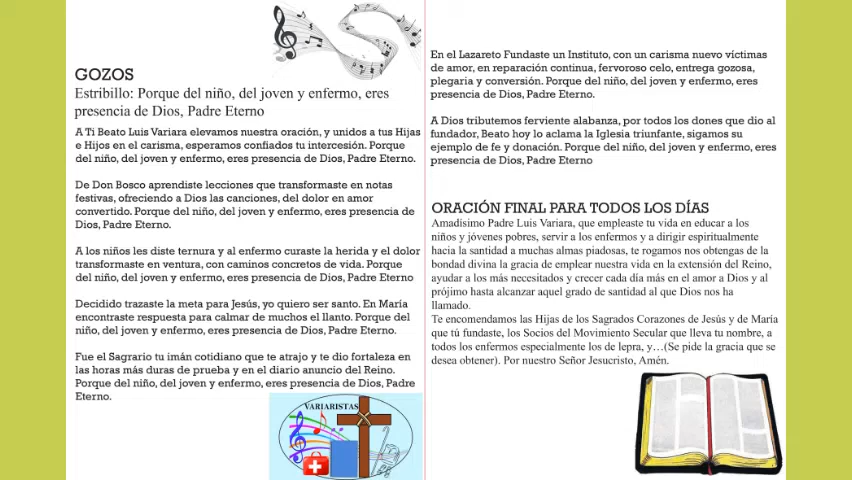 GOZOS
Estribillo: Porque del niño, del joven y enfermo, eres
presencia de Dios, Padre Eterno
A Ti Beato Luis Variara elevamos nuestra oración, y unidos a tus Hijas
e Hijos en el carisma, esperamos confiados tu intercesión. Porque
del niño, del joven y enfermo, eres presencia de Dios, Padre Eterno.
De Don Bosco aprendiste lecciones que transformaste en notas
festivas, ofreciendo a Dios las canciones, del dolor en amor
convertido. Porque del niño, del joven y enfermo, eres presencia de
Dios, Padre Eterno.
A los niños les diste ternura y al enfermo curaste la herida y el dolor
transformaste en ventura, con caminos concretos de vida. Porque
del niño, del joven y enfermo, eres presencia de Dios, Padre Eterno
Decidido trazaste la meta para Jesús, yo quiero ser santo. En María
encontraste respuesta para calmar de muchos el llanto. Porque del
niño, del joven y enfermo, eres presencia de Dios, Padre Eterno.
Fue el Sagrario tu imán cotidiano que te atrajo y te dio fortaleza en
las horas más duras de prueba y en el diario anuncio del Reino.
Porque del niño, del joven y enfermo, eres presencia de Dios, Padre
Eterno.
VARIARISTAS
En el Lazareto Fundaste un Instituto, con un carisma nuevo víctimas
de amor, en reparación continua, fervoroso celo, entrega gozosa,
plegaria y conversión. Porque del niño, del joven y enfermo, eres
presencia de Dios, Padre Eterno.
A Dios tributemos ferviente alabanza, por todos los dones que dio al
fundador, Beato hoy lo aclama la Iglesia triunfante, sigamos su
ejemplo de fe y donación. Porque del niño, del joven y enfermo, eres
presencia de Dios, Padre Eterno
ORACIÓN FINAL PARA TODOS LOS DÍAS
Amadísimo Padre Luis Variara, que empleaste tu vida en educar a los
niños y jóvenes pobres, servir a los enfermos y a dirigir espiritualmente
hacia la santidad a muchas almas piadosas, te rogamos nos obtengas de la
bondad divina la gracia de emplear nuestra vida en la extensión del Reino,
ayudar a los más necesitados y crecer cada día más en el amor a Dios y al
prójimo hasta alcanzar aquel grado de santidad al que Dios nos ha
llamado.
Te encomendamos las Hijas de los Sagrados Corazones de Jesús y de María
que tú fundaste, los Socios del Movimiento Secular que lleva tu nombre, a
todos los enfermos especialmente los de lepra, y…(Se pide la gracia que se
desea obtener). Por nuestro Señor Jesucristo, Amén.